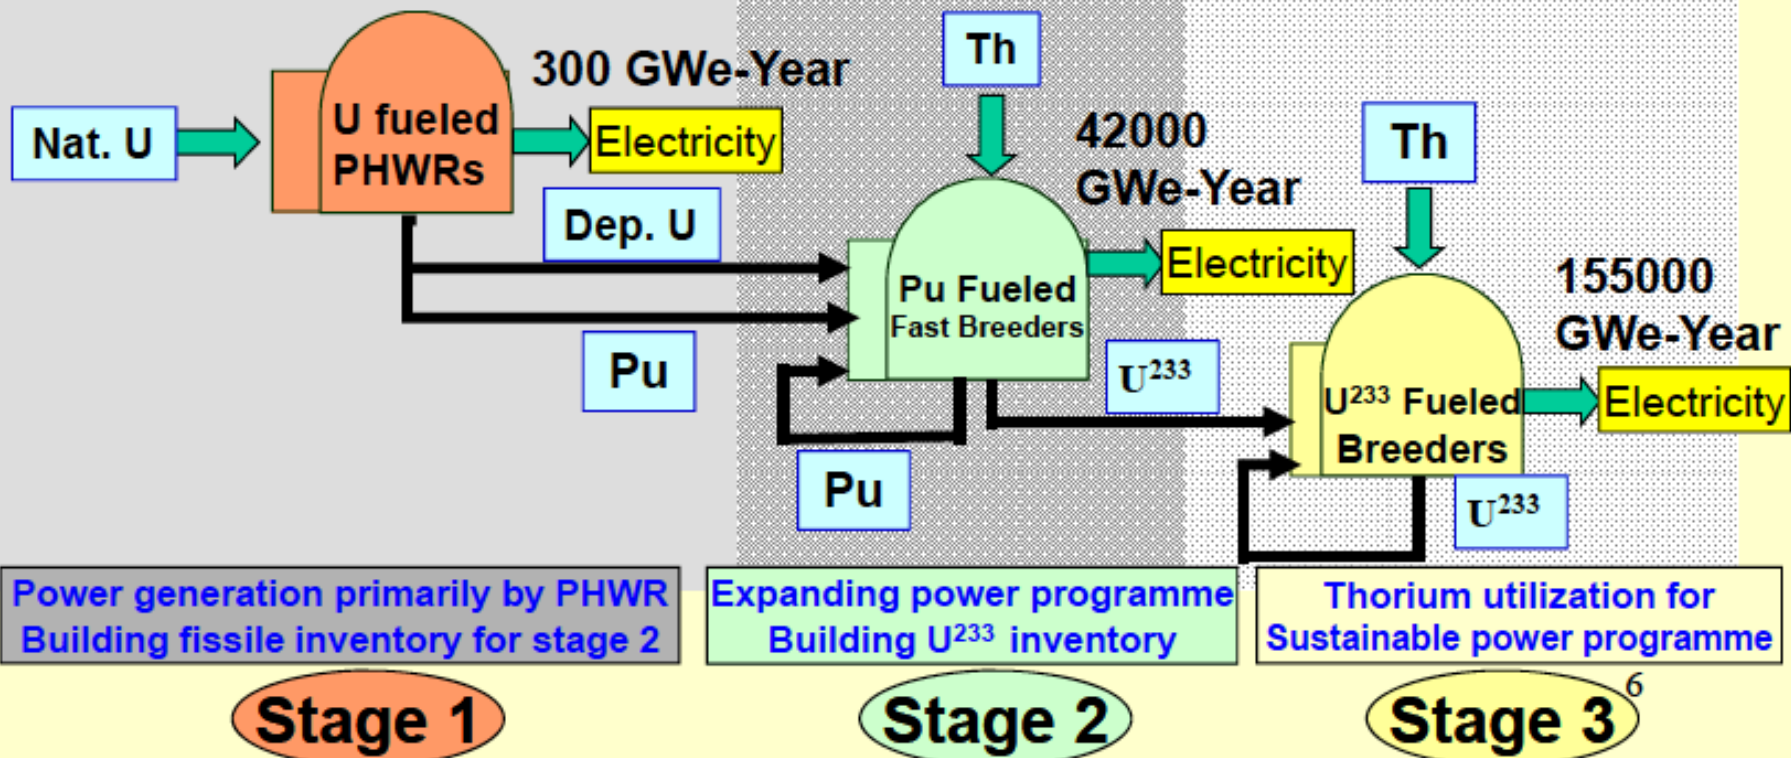 Nat. U
U fueled
PHWRs
300 GWe-Year
Electricity
Dep. U
Pu
Th
42000
GWe-Year
Electricity
Pu Fueled
Fast Breeders
Pu
U²³³
Th
155000
GWe-Year
Electricity
U²³³ Fueled
Breeders
U²³³
Power generation primarily by PHWR
Building fissile inventory for stage 2
Expanding power programme
Building U²³³ inventory
Thorium utilization for
Sustainable power programme
Stage 1
Stage 2
Stage 3
6